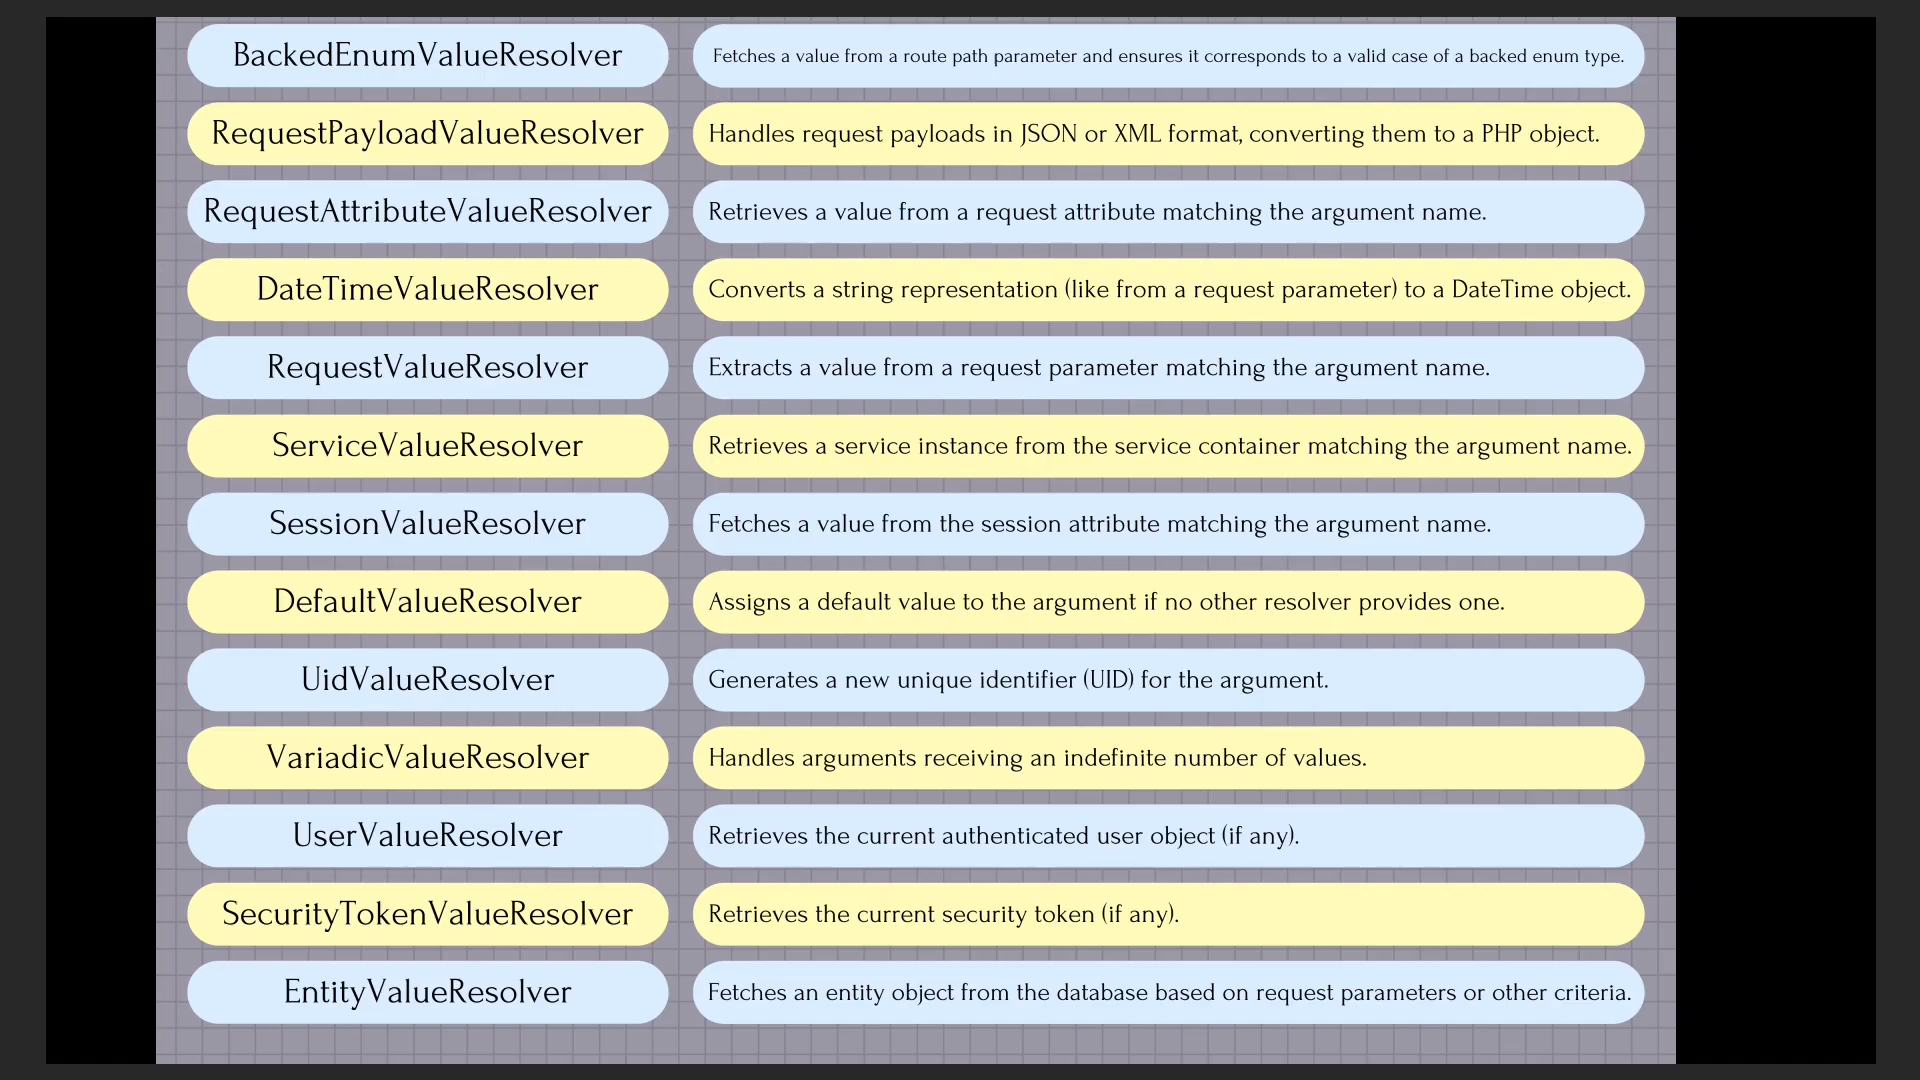 BackedEnumValueResolver
Fetches a value from a route path parameter and ensures it corresponds to a valid case of a backed enum type.
RequestPayloadValueResolver
Handles request payloads in JSON or XML format, converting them to a PHP object.
RequestAttributeValueResolver
Retrieves a value from a request attribute matching the argument name.
DateTimeValueResolver
Converts a string representation (like from a request parameter) to a DateTime object.
RequestValueResolver
Extracts a value from a request parameter matching the argument name.
ServiceValueResolver
Retrieves a service instance from the service container matching the argument name.
SessionValueResolver
Fetches a value from the session attribute matching the argument name.
DefaultValueResolver
Assigns a default value to the argument if no other resolver provides one.
UidValueResolver
Generates a new unique identifier (UID) for the argument.
VariadicValueResolver
Handles arguments receiving an indefinite number of values.
UserValueResolver
Retrieves the current authenticated user object (if any).
SecurityTokenValueResolver
Retrieves the current security token (if any).
EntityValueResolver
Fetches an entity object from the database based on request parameters or other criteria.